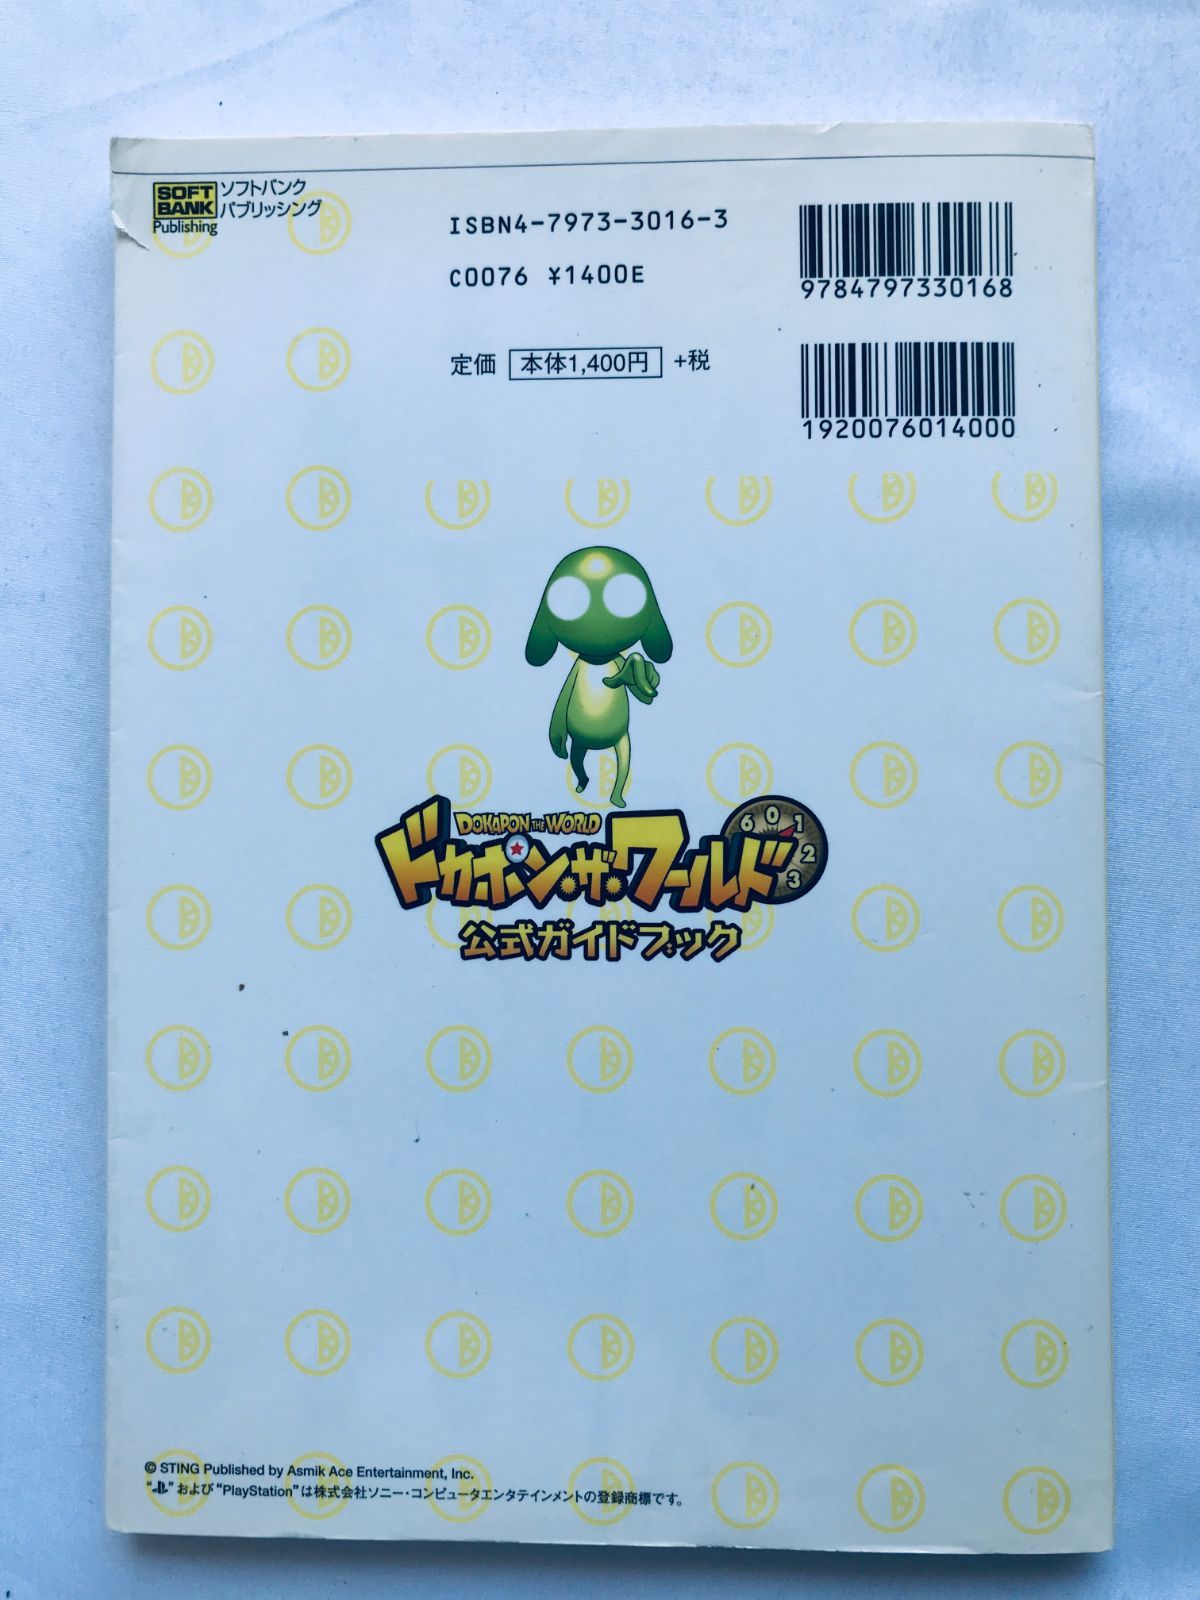 SOFT
BANK
Publishing
ソフトバンク
パブリッシング
ISBN4-7973-3016-3
C0076 ¥1400E
定価 本体1,400円 +税
9784797330168
1920076014000
DOKAPON THE WORLD
ドカポン・ザ・ワールド
6 0 1 2 3
公式ガイドブック
© STING Published by Asmik Ace Entertainment, Inc.
“ ”および“PlayStation”は株式会社ソニー・コンピュータエンタテインメントの登録商標です。